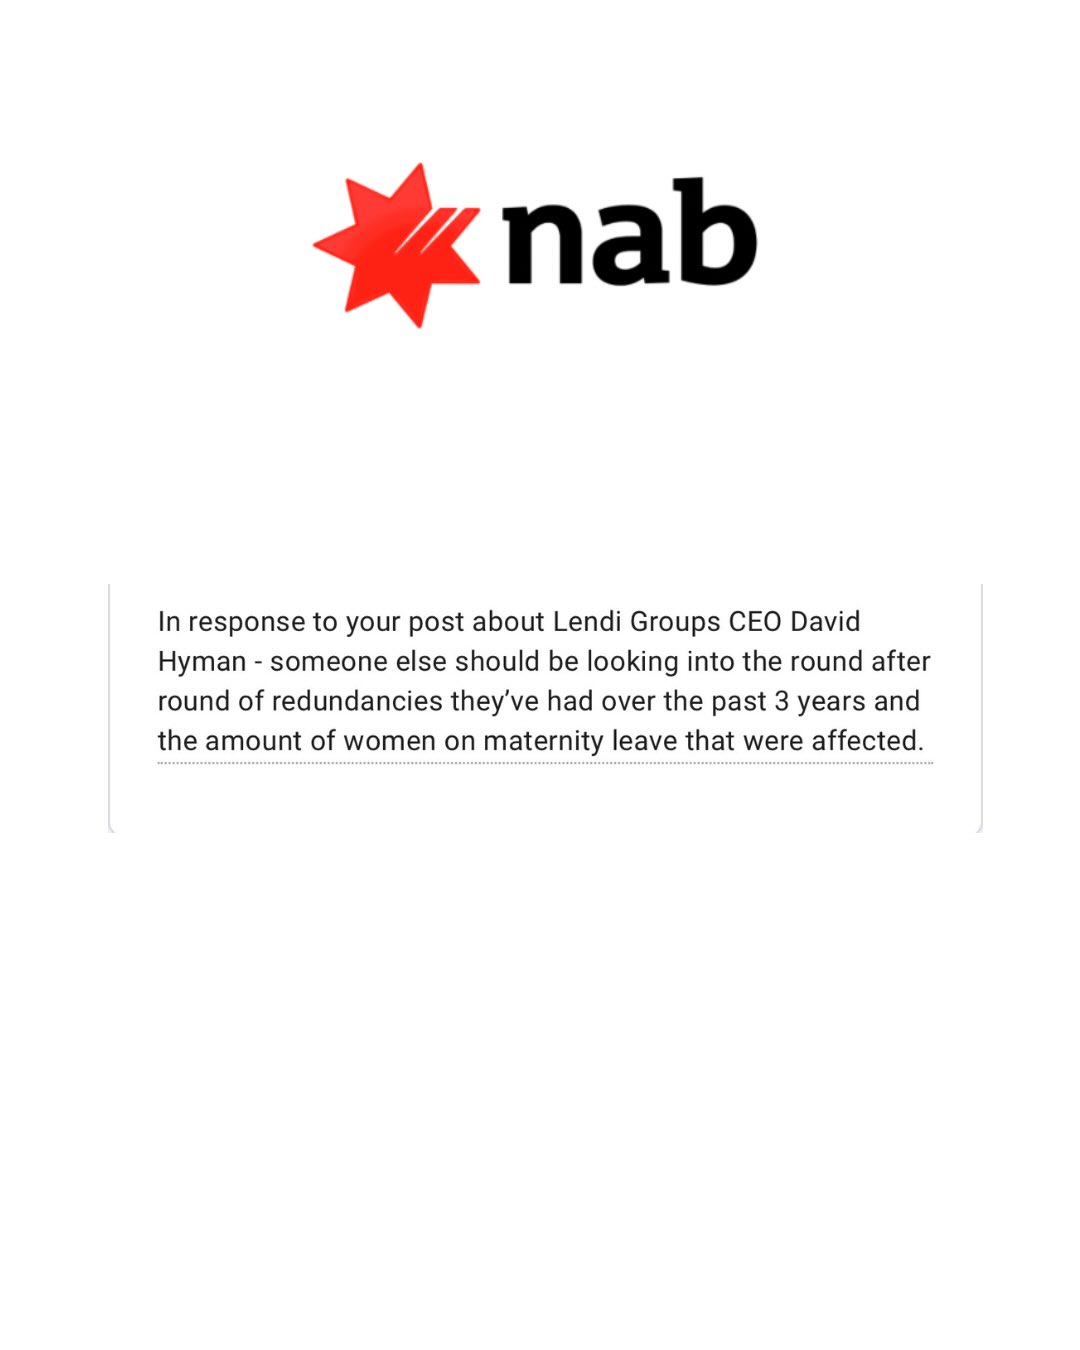 nab
In response to your post about Lendi Groups CEO David
Hyman - someone else should be looking into the round after
round of redundancies they’ve had over the past 3 years and
the amount of women on maternity leave that were affected.